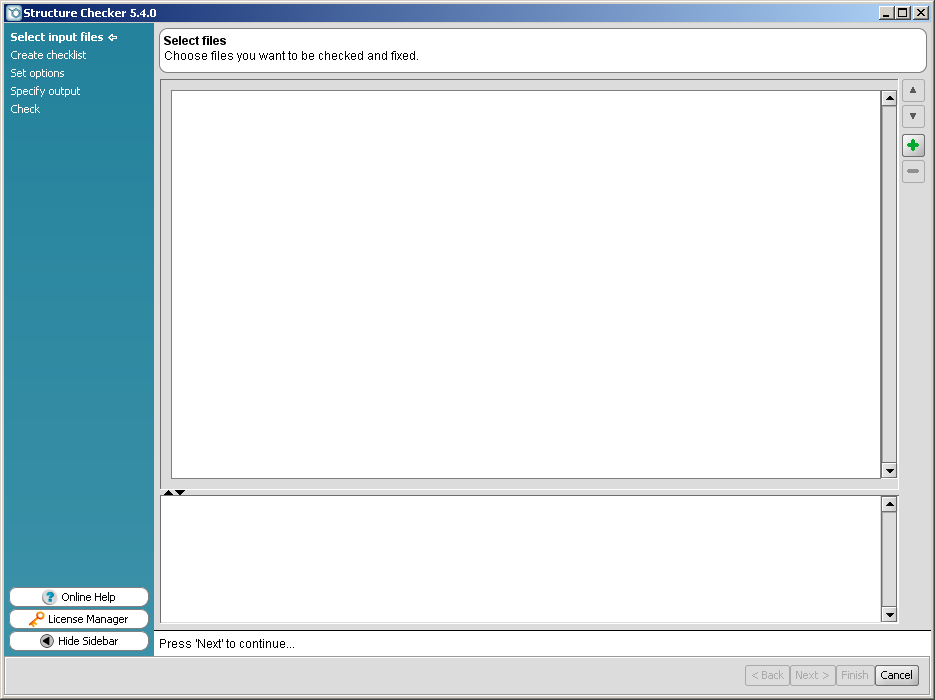 Structure Checker 5.4.0
Select input files
Create checklist
Set options
Specify output
Check
Select files
Choose files you want to be checked and fixed.
Online Help
License Manager
Hide Sidebar
Press 'Next' to continue...
< Back Next > Finish Cancel